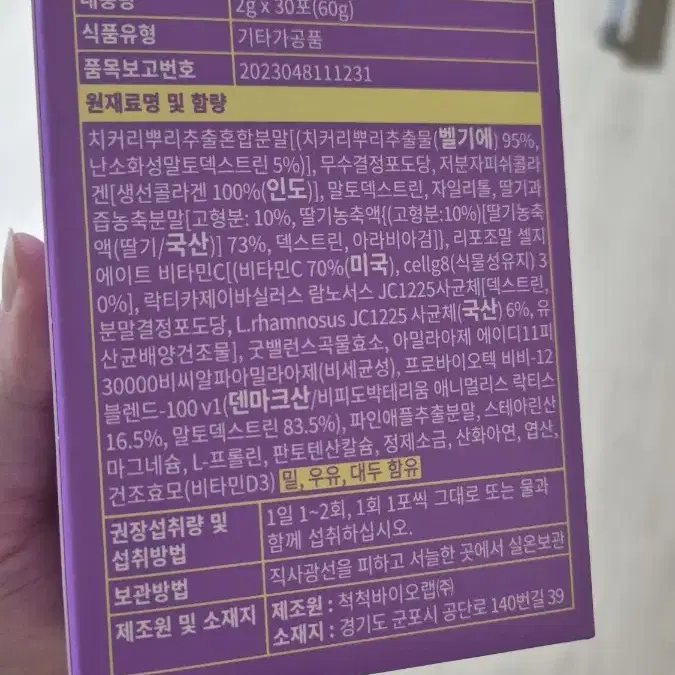 2g x 30포(60g)
식품유형 기타가공품
품목보고번호 2023048111231
원재료명 및 함량
치커리뿌리추출혼합분말[(치커리뿌리추출물(벨기에) 95%,
난소화성말토덱스트린 5%)], 무수결정포도당, 저분자피쉬콜라
겐[생선콜라겐 100%(인도)], 말토덱스트린, 자일리톨, 딸기과
즙농축분말[고형분: 10%, 딸기농축액{(고형분:10%)[딸기농축
액(딸기/국산)] 73%, 덱스트린, 아라비아검}], 리포조말 셀지
에이트 비타민C[(비타민C 70%(미국), cellg8(식물성유지) 3
0%], 락티카제이바실러스 람노서스 JC1225사균체[덱스트린,
분말결정포도당, L.rhamnosus JC1225 사균체(국산) 6%, 유
산균배양건조물], 굿밸런스곡물효소, 아밀라아제 에이디11피
30000비씨알파아밀라아제(비세균성), 프로바이오텍 비비-12
블렌드-100 v1(덴마크산/비피도박테리움 애니멀리스 락티스
16.5%, 말토덱스트린 83.5%), 파인애플추출분말, 스테아린산
마그네슘, L-프롤린, 판토텐산칼슘, 정제소금, 산화아연, 엽산,
건조효모(비타민D3) 밀, 우유, 대두 함유
권장섭취량 및 섭취방법 1일 1~2회, 1회 1포씩 그대로 또는 물과
함께 섭취하십시오.
보관방법 직사광선을 피하고 서늘한 곳에서 실온보관
제조원 및 소재지 제조원 : 척척바이오랩(주)
소재지 : 경기도 군포시 공단로 140번길 39